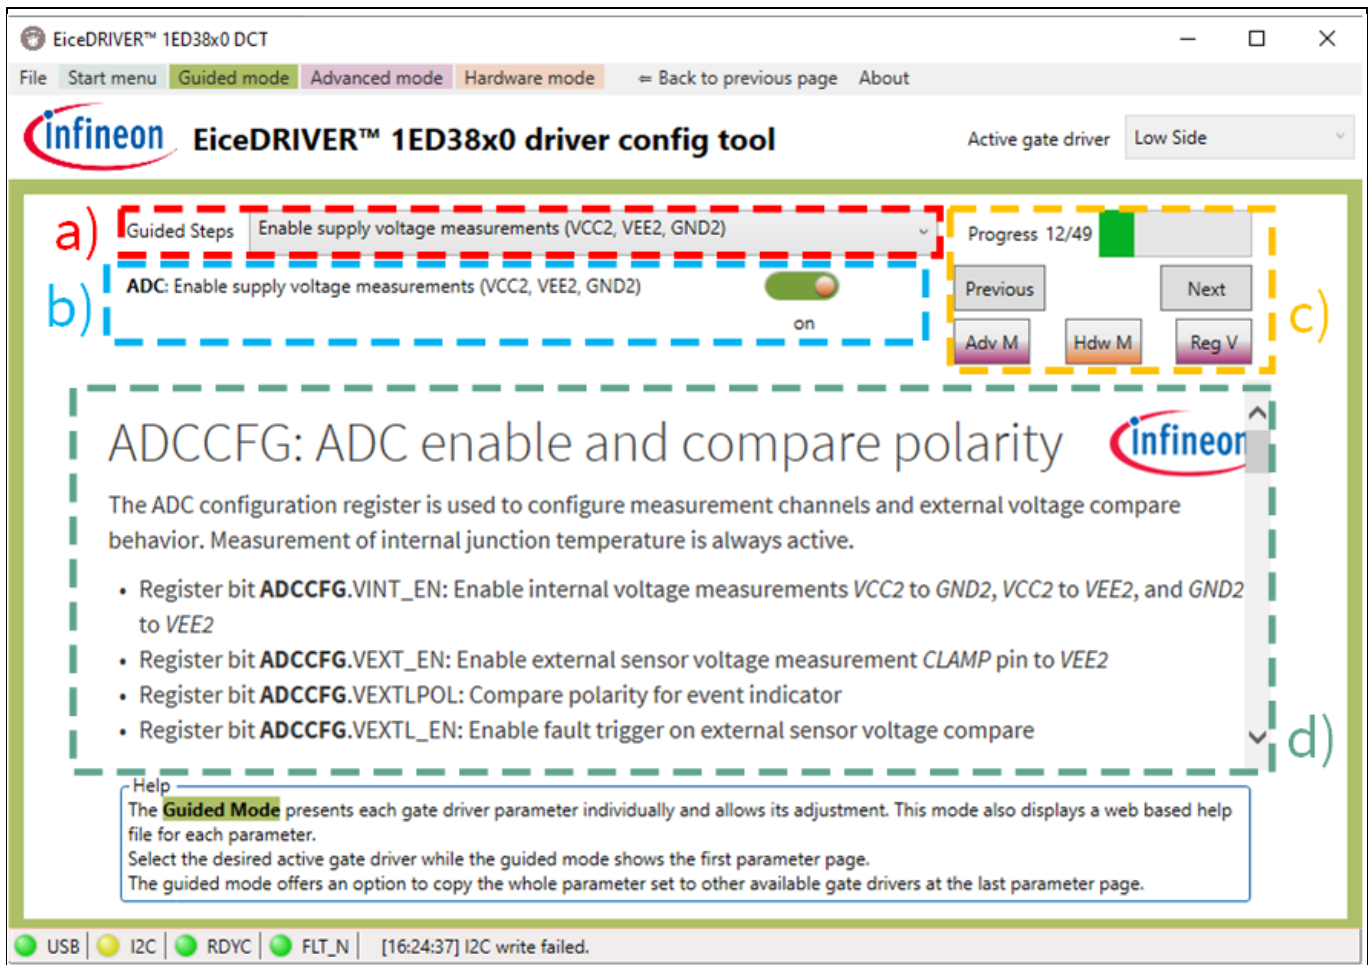 EiceDRIVER™ 1ED38x0 DCT
File Start menu Guided mode Advanced mode Hardware mode ⇐ Back to previous page About
infineon EiceDRIVER™ 1ED38x0 driver config tool Active gate driver Low Side
a) Guided Steps Enable supply voltage measurements (VCC2, VEE2, GND2) Progress 12/49
b) ADC: Enable supply voltage measurements (VCC2, VEE2, GND2) Previous Next c)
on Adv M Hdw M Reg V
ADCCFG: ADC enable and compare polarity infineon
The ADC configuration register is used to configure measurement channels and external voltage compare
behavior. Measurement of internal junction temperature is always active.
• Register bit ADCCFG.VINT_EN: Enable internal voltage measurements VCC2 to GND2, VCC2 to VEE2, and GND2
to VEE2
• Register bit ADCCFG.VEXT_EN: Enable external sensor voltage measurement CLAMP pin to VEE2
• Register bit ADCCFG.VEXTLPOL: Compare polarity for event indicator
• Register bit ADCCFG.VEXTL_EN: Enable fault trigger on external sensor voltage compare d)
Help
The Guided Mode presents each gate driver parameter individually and allows its adjustment. This mode also displays a web based help
file for each parameter.
Select the desired active gate driver while the guided mode shows the first parameter page.
The guided mode offers an option to copy the whole parameter set to other available gate drivers at the last parameter page.
USB I2C RDYC FLT_N [16:24:37] I2C write failed.